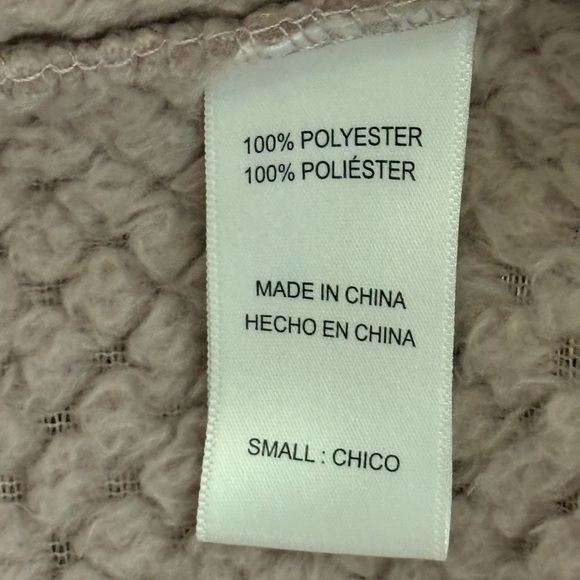 100% POLYESTER
100% POLIÉSTER
MADE IN CHINA
HECHO EN CHINA
SMALL : CHICO